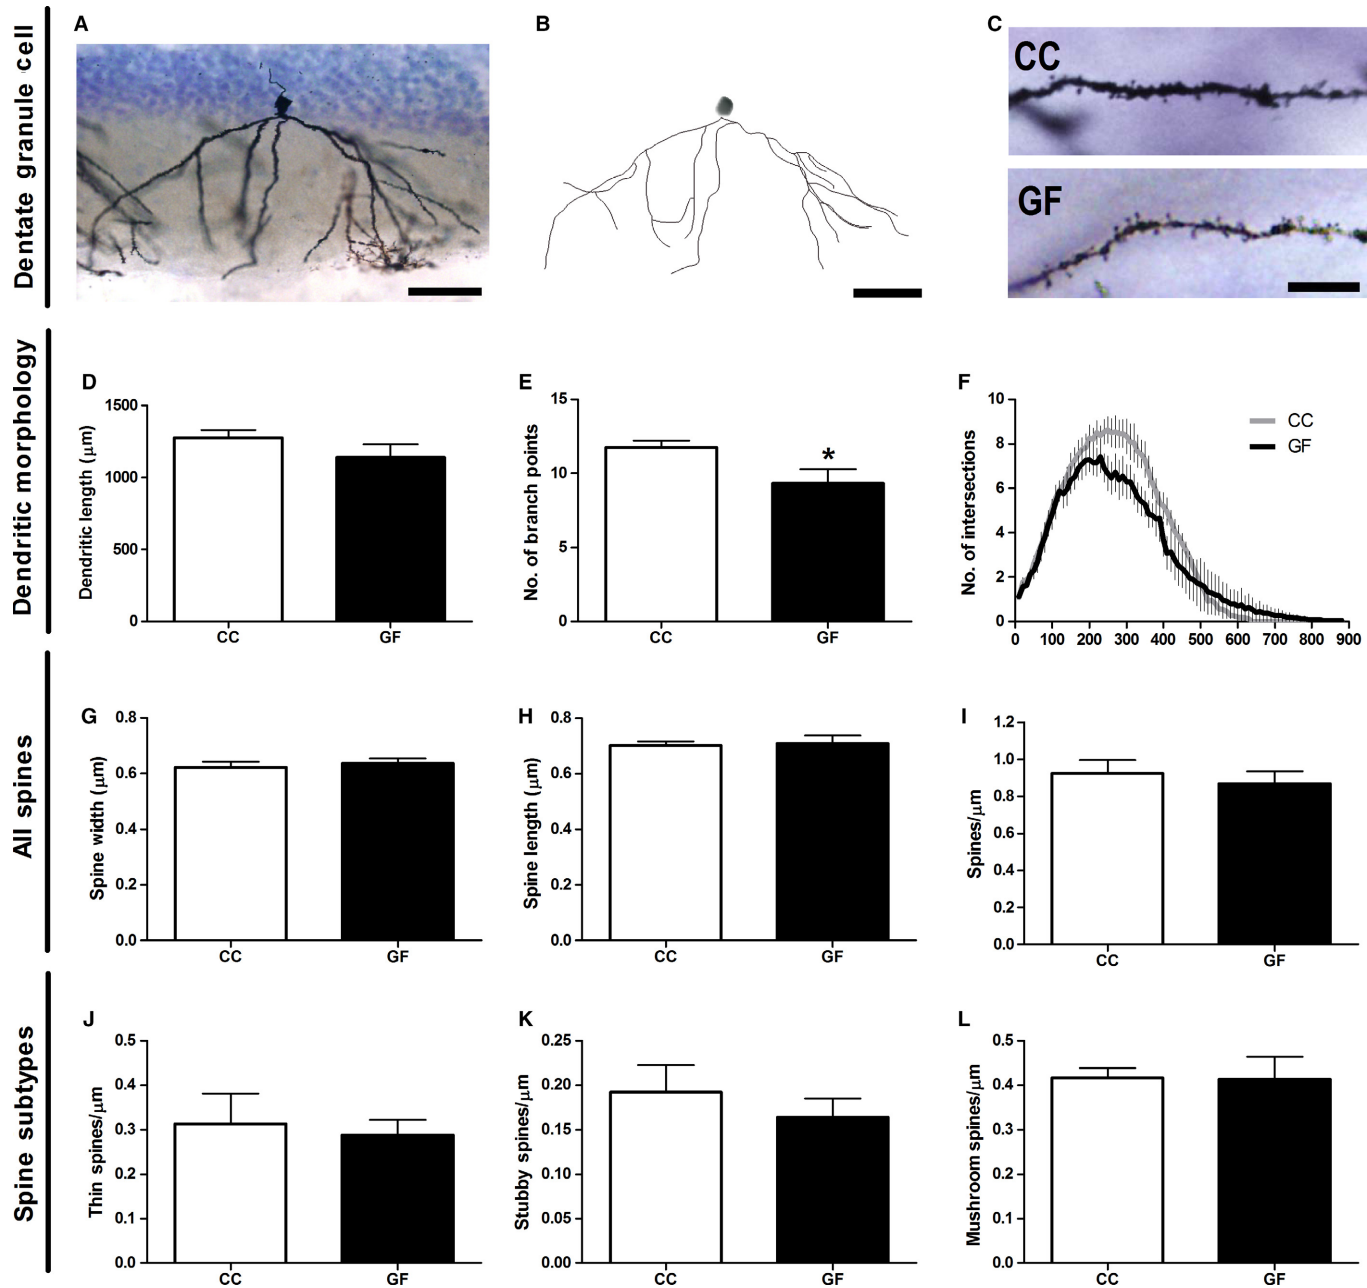 Dentate granule cell
A
B
C
CC
GF
Dendritic morphology
D
Dendritic length (μm)
1500
1000
500
0
CC
GF
E
No. of branch points
15
10
5
0
*
CC
GF
F
No. of intersections
10
8
6
4
2
0
CC
GF
0 100 200 300 400 500 600 700 800 900
All spines
G
Spine width (μm)
0.8
0.6
0.4
0.2
0.0
CC
GF
H
Spine length (μm)
0.8
0.6
0.4
0.2
0.0
CC
GF
I
Spines/μm
1.2
1.0
0.8
0.6
0.4
0.2
0.0
CC
GF
Spine subtypes
J
Thin spines/μm
0.5
0.4
0.3
0.2
0.1
0.0
CC
GF
K
Stubby spines/μm
0.25
0.20
0.15
0.10
0.05
0.00
CC
GF
L
Mushroom spines/μm
0.5
0.4
0.3
0.2
0.1
0.0
CC
GF